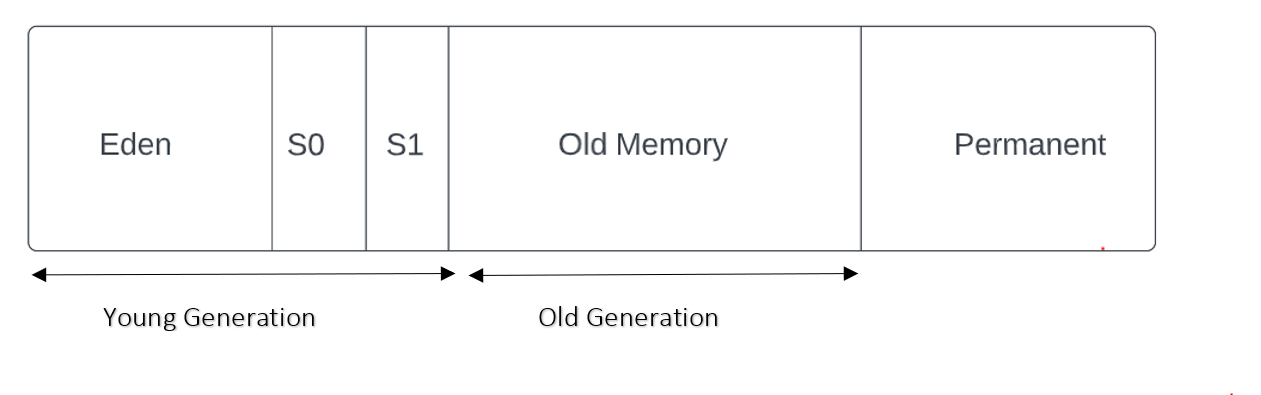 Eden
S0
S1
Old Memory
Permanent
Young Generation
Old Generation